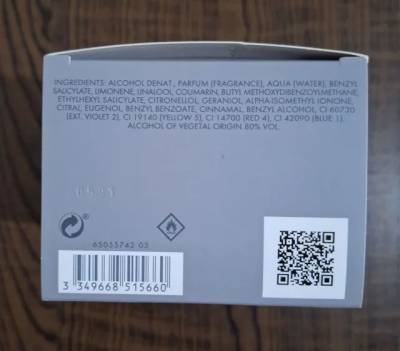 INGREDIENTS: ALCOHOL DENAT., PARFUM (FRAGRANCE), AQUA (WATER), BENZYL
SALICYLATE, LIMONENE, LINALOOL, COUMARIN, BUTYL METHOXYDIBENZOYLMETHANE,
ETHYLHEXYL SALICYLATE, CITRONELLOL, GERANIOL, ALPHA-ISOMETHYL IONONE,
CITRAL, EUGENOL, BENZYL BENZOATE, CINNAMAL, BENZYL ALCOHOL, CI 60730
(EXT. VIOLET 2), CI 19140 (YELLOW 5), CI 14700 (RED 4), CI 42090 (BLUE 1).
ALCOHOL OF VEGETAL ORIGIN 80% VOL.
65055742 03
3 349668 515660